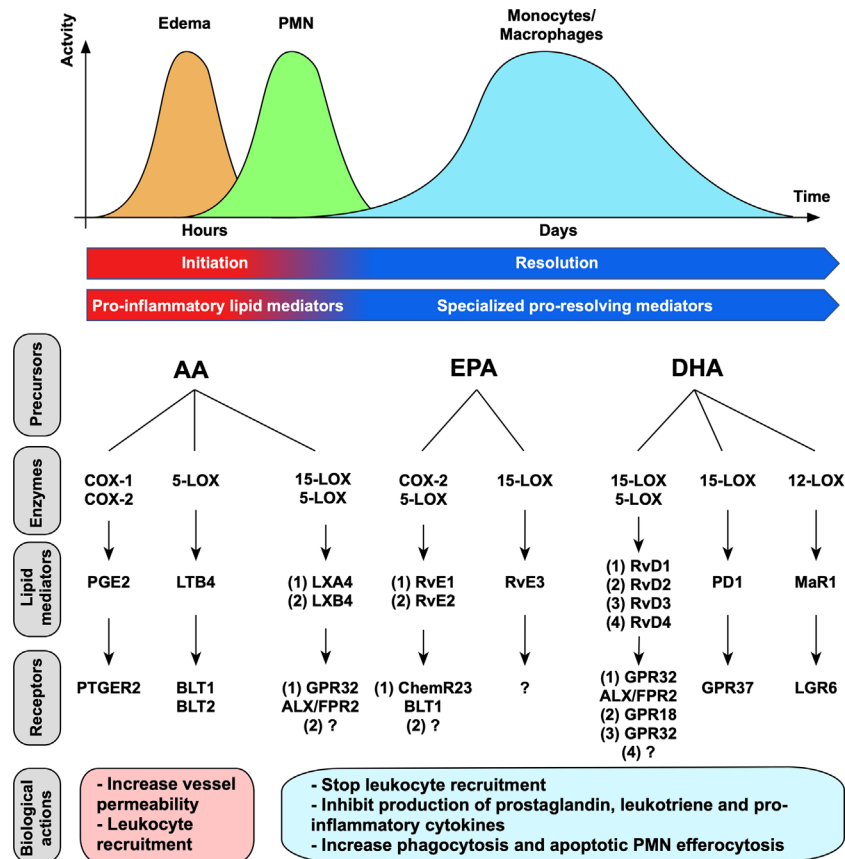 Edema
PMN
Monocytes/
Macrophages
Actvity
Time
Hours
Days
Initiation
Resolution
Pro-inflammatory lipid mediators
Specialized pro-resolving mediators
Precursors
AA
EPA
DHA
Enzymes
COX-1
COX-2
5-LOX
15-LOX
5-LOX
COX-2
5-LOX
15-LOX
15-LOX
5-LOX
15-LOX
12-LOX
Lipid
mediators
PGE2
LTB4
(1) LXA4
(2) LXB4
(1) RvE1
(2) RvE2
RvE3
(1) RvD1
(2) RvD2
(3) RvD3
(4) RvD4
PD1
MaR1
Receptors
PTGER2
BLT1
BLT2
(1) GPR32
ALX/FPR2
(2) ?
(1) ChemR23
BLT1
(2) ?
?
(1) GPR32
ALX/FPR2
(2) GPR18
(3) GPR32
(4) ?
GPR37
LGR6
Biological
actions
- Increase vessel
permeability
- Leukocyte
recruitment
- Stop leukocyte recruitment
- Inhibit production of prostaglandin, leukotriene and pro-
inflammatory cytokines
- Increase phagocytosis and apoptotic PMN efferocytosis